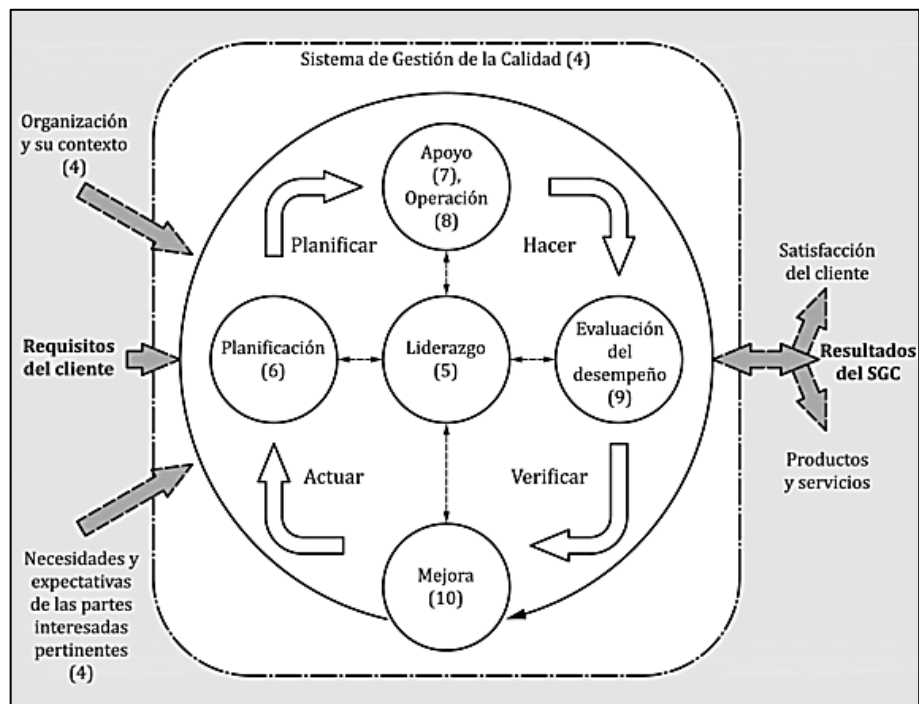 Sistema de Gestión de la Calidad (4)
Organización
y su contexto
(4)
Apoyo
(7),
Operación
(8)
Planificar
Hacer
Satisfacción
del cliente
Requisitos
del cliente
Planificación
(6)
Liderazgo
(5)
Evaluación
del
desempeño
(9)
Resultados
del SGC
Actuar
Verificar
Productos
y servicios
Necesidades y
expectativas
de las partes
interesadas
pertinentes
(4)
Mejora
(10)